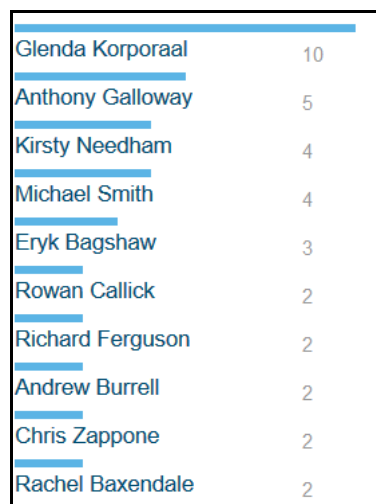 Glenda Korporaal 10
Anthony Galloway 5
Kirsty Needham 4
Michael Smith 4
Eryk Bagshaw 3
Rowan Callick 2
Richard Ferguson 2
Andrew Burrell 2
Chris Zappone 2
Rachel Baxendale 2